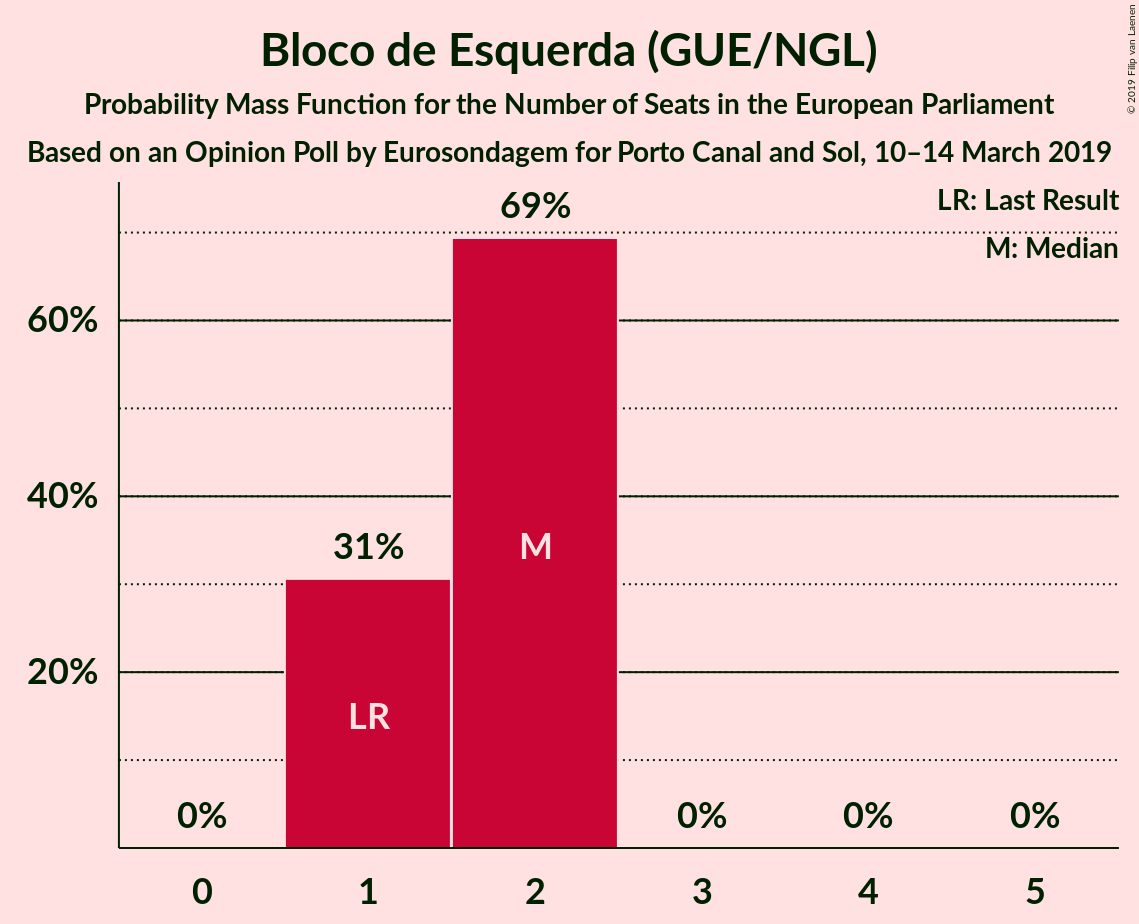 Bloco de Esquerda (GUE/NGL)
Probability Mass Function for the Number of Seats in the European Parliament
Based on an Opinion Poll by Eurosondagem for Porto Canal and Sol, 10–14 March 2019
© 2019 Filip van Laenen
LR: Last Result
M: Median
69%
60%
40%
31%
M
20%
LR
0%
0%
0%
0%
0
1
2
3
4
5